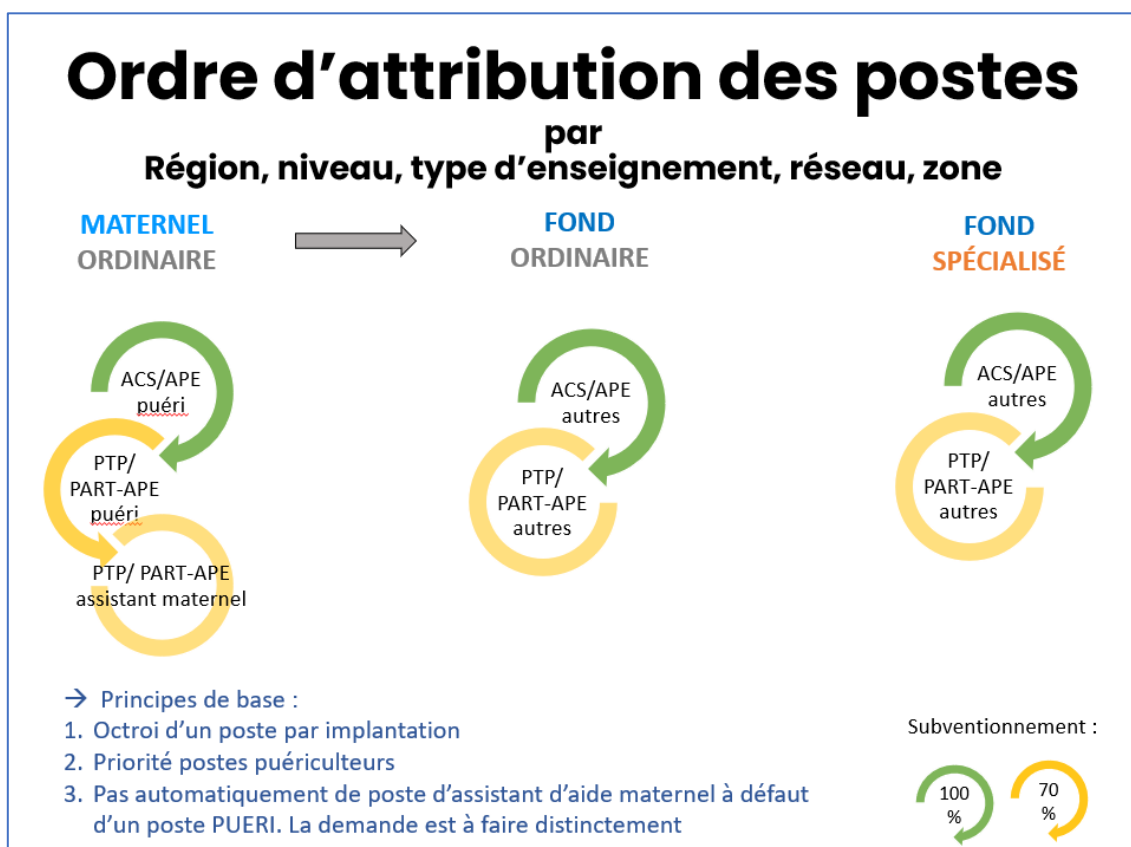 Ordre d’attribution des postes
par
Région, niveau, type d’enseignement, réseau, zone
MATERNEL
ORDINAIRE
FOND
ORDINAIRE
FOND
SPÉCIALISÉ
ACS/APE
puéri
PTP/
PART-APE
puéri
PTP/ PART-APE
assistant maternel
ACS/APE
autres
PTP/
PART-APE
autres
ACS/APE
autres
PTP/
PART-APE
autres
→ Principes de base :
1. Octroi d’un poste par implantation
2. Priorité postes puériculteurs
3. Pas automatiquement de poste d’assistant d’aide maternel à défaut
d’un poste PUERI. La demande est à faire distinctement
Subventionnement :
100
%
70
%